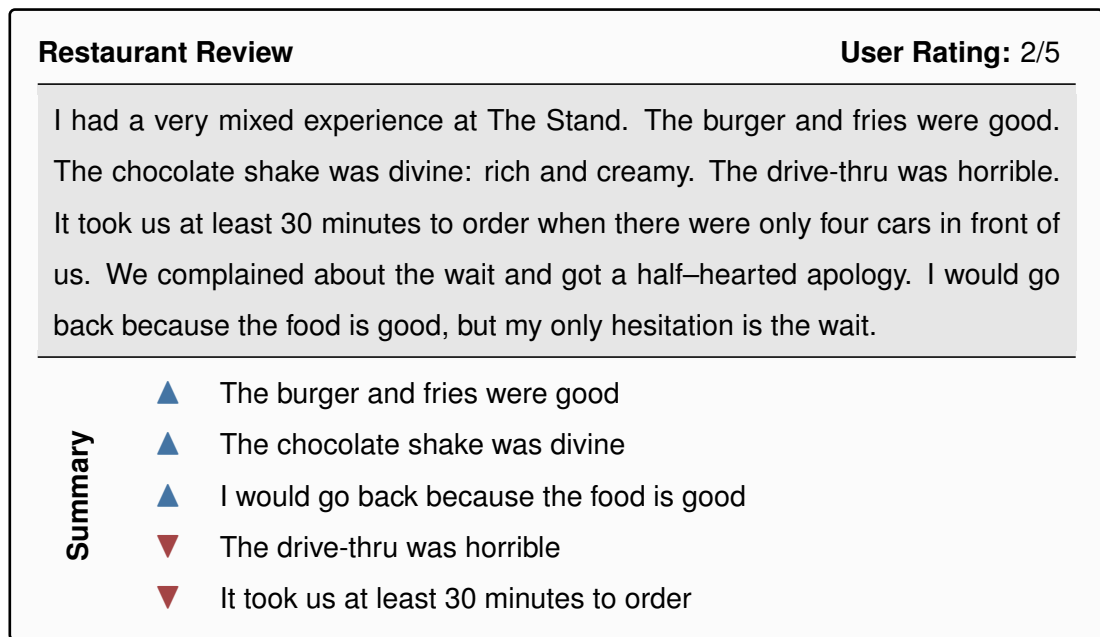 Restaurant Review User Rating: 2/5
I had a very mixed experience at The Stand. The burger and fries were good.
The chocolate shake was divine: rich and creamy. The drive-thru was horrible.
It took us at least 30 minutes to order when there were only four cars in front of
us. We complained about the wait and got a half–hearted apology. I would go
back because the food is good, but my only hesitation is the wait.
Summary
▲ The burger and fries were good
▲ The chocolate shake was divine
▲ I would go back because the food is good
▼ The drive-thru was horrible
▼ It took us at least 30 minutes to order